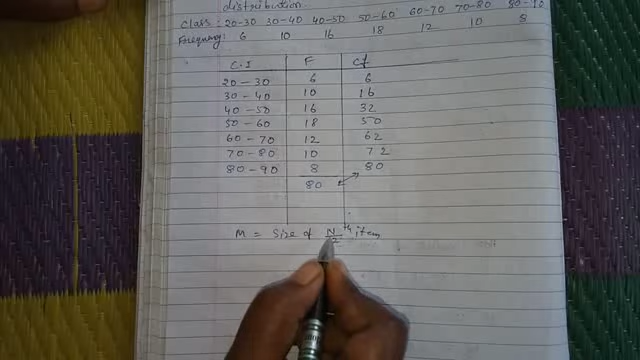 distribution.
Class: 20-30 30-40 40-50 50-60 60-70 70-80 80-90
Frequency: 6 10 16 18 12 10 8
C.I F cf
20-30 6 6
30-40 10 16
40-50 16 32
50-60 18 50
60-70 12 62
70-80 10 72
80-90 8 80
80
M = Size of N/2 th item